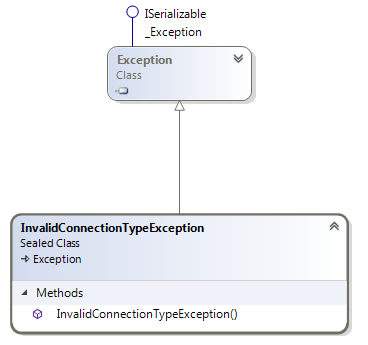 ISerializable
_Exception
Exception
Class
InvalidConnectionTypeException
Sealed Class
Exception
Methods
InvalidConnectionTypeException()